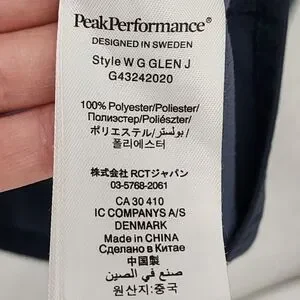 PeakPerformance®
DESIGNED IN SWEDEN
Style W G GLEN J
G43242020
100% Polyester/Poliester/
Полиэстер/Poliészter/
ポリエステル/بوليستر/
폴리에스터
株式会社 RCTジャパン
03-5768-2061
CA 30 410
IC COMPANYS A/S
DENMARK
Made in CHINA
Сделано в Китае
中国製
صنع في الصين
원산지:중국